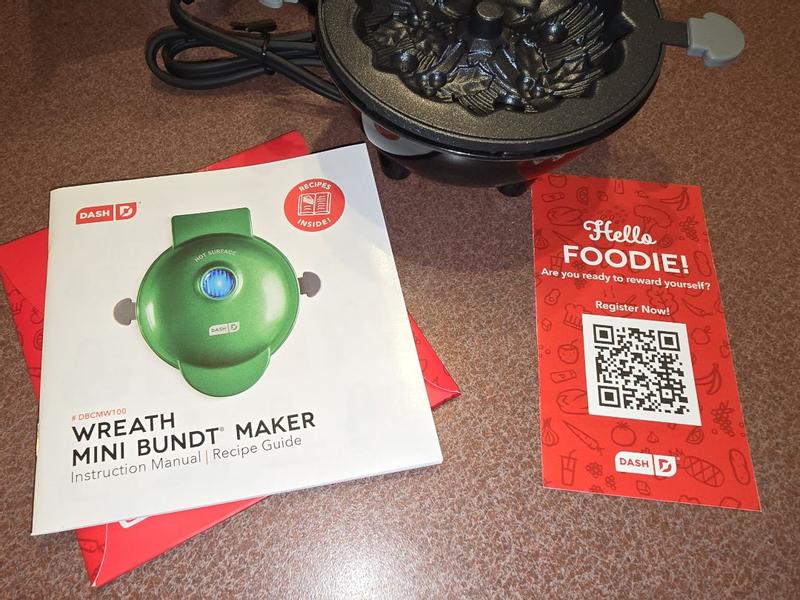 DASH
RECIPES
INSIDE!
HOT SURFACE
DASH
# DBCMW100
WREATH
MINI BUNDT® MAKER
Instruction Manual | Recipe Guide
Hello
FOODIE!
Are you ready to reward yourself?
Register Now!
DASH